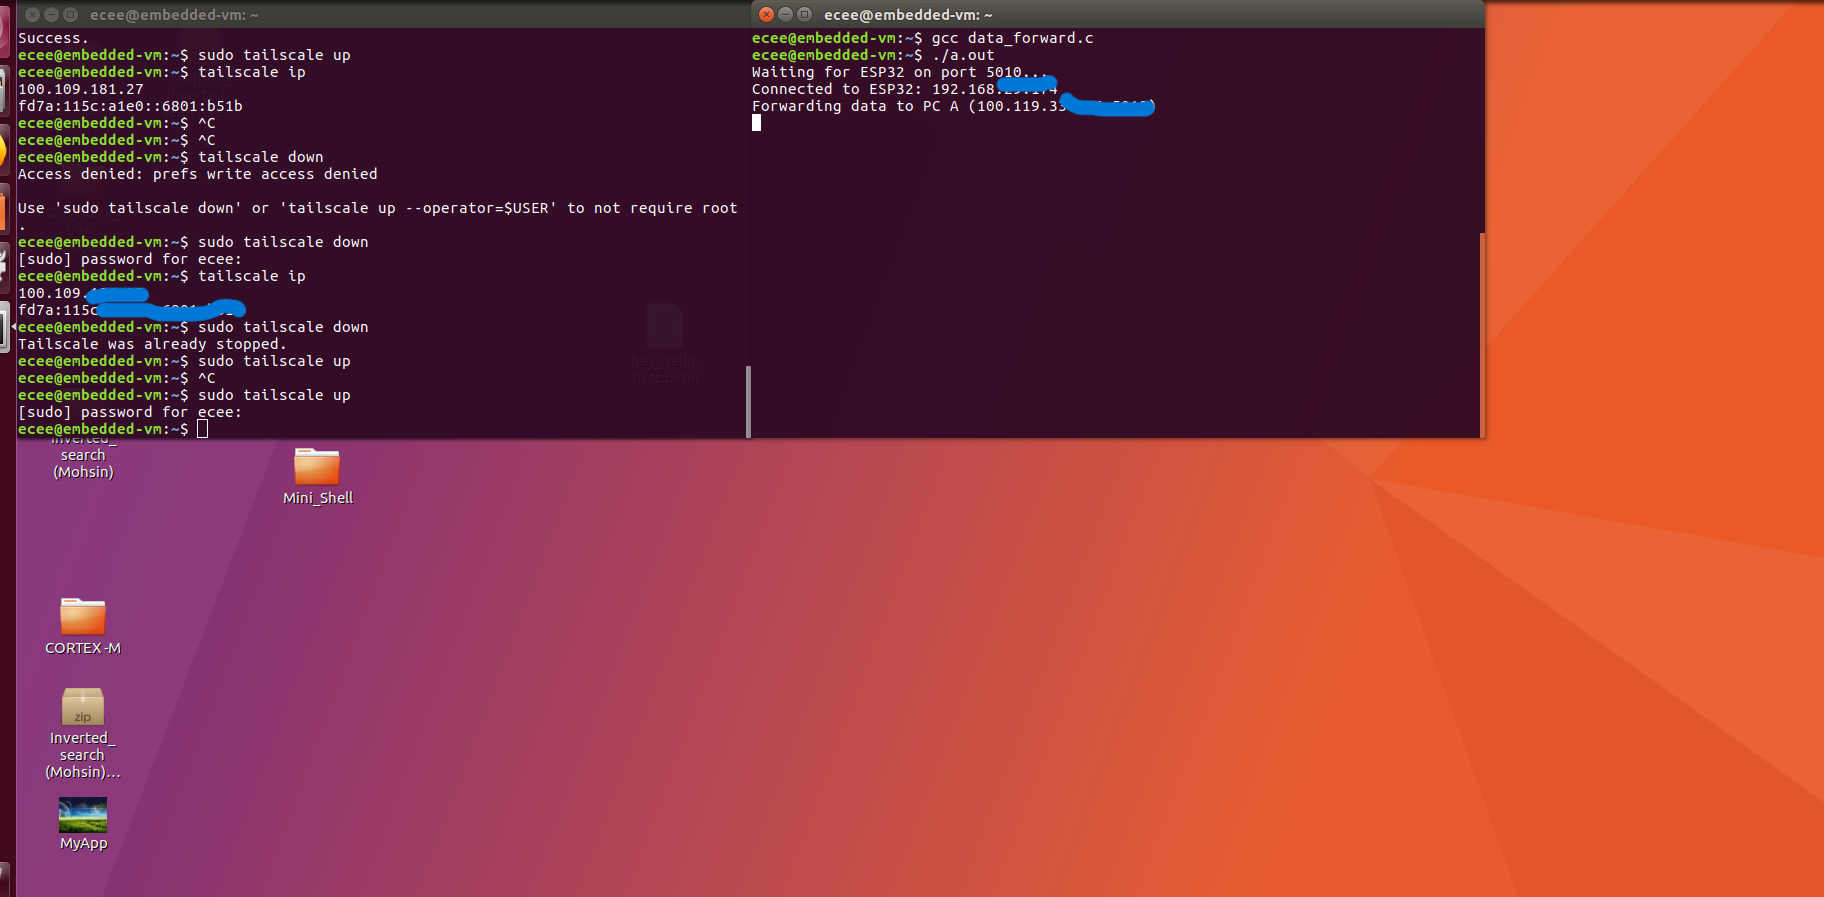 ecee@embedded-vm: ~
Success.
ecee@embedded-vm:~$ sudo tailscale up
ecee@embedded-vm:~$ tailscale ip
100.109.181.27
fd7a:115c:a1e0::6801:b51b
ecee@embedded-vm:~$ ^C
ecee@embedded-vm:~$ ^C
ecee@embedded-vm:~$ tailscale down
Access denied: prefs write access denied
Use 'sudo tailscale down' or 'tailscale up --operator=$USER' to not require root
.
ecee@embedded-vm:~$ sudo tailscale down
[sudo] password for ecee:
ecee@embedded-vm:~$ tailscale ip
100.109.
fd7a:115c
ecee@embedded-vm:~$ sudo tailscale down
Tailscale was already stopped.
ecee@embedded-vm:~$ sudo tailscale up
ecee@embedded-vm:~$ ^C
ecee@embedded-vm:~$ sudo tailscale up
[sudo] password for ecee:
ecee@embedded-vm:~$
ecee@embedded-vm: ~
ecee@embedded-vm:~$ gcc data_forward.c
ecee@embedded-vm:~$ ./a.out
Waiting for ESP32 on port 5010...
Connected to ESP32: 192.168.
Forwarding data to PC A (100.119.33
hey_hello
first.ovpn
Inverted_
search
(Mohsin)
Mini_Shell
CORTEX-M
zip
Inverted_
search
(Mohsin)...
MyApp